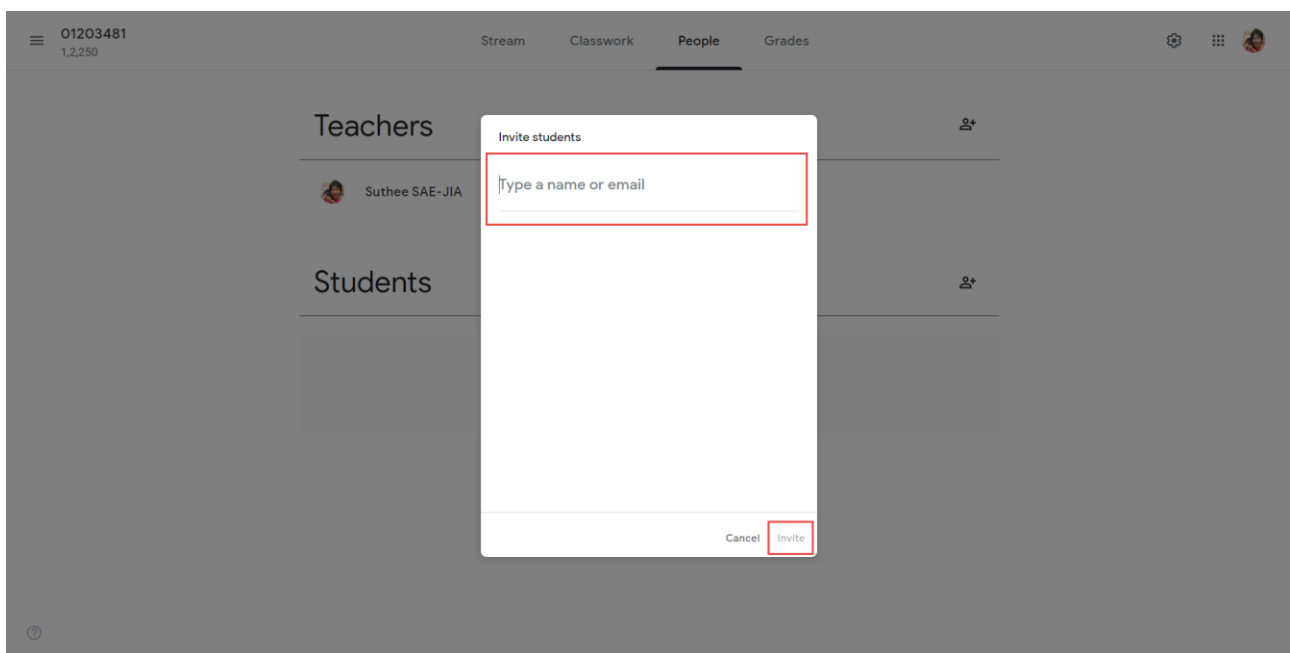 01203481
1,2,250
Stream Classwork People Grades
Teachers
Suthee SAE-JIA
Students
Invite students
Type a name or email
Cancel Invite